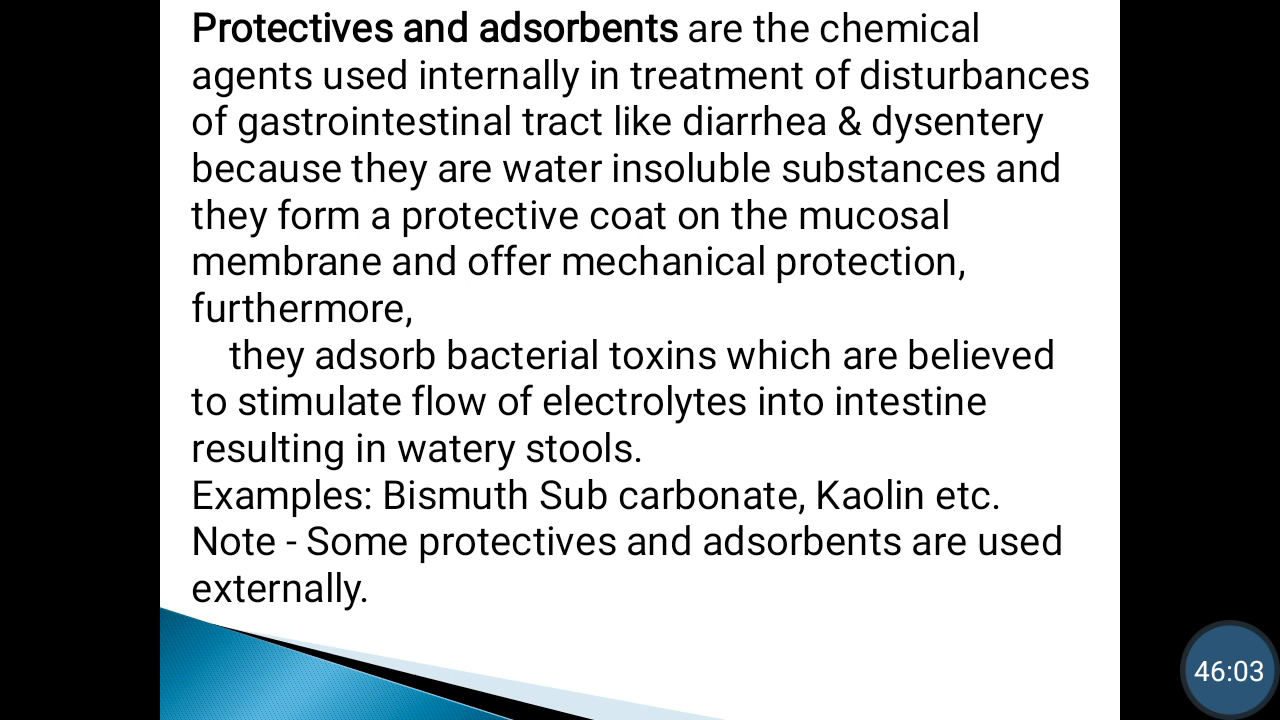 Protectives and adsorbents are the chemical
agents used internally in treatment of disturbances
of gastrointestinal tract like diarrhea & dysentery
because they are water insoluble substances and
they form a protective coat on the mucosal
membrane and offer mechanical protection,
furthermore,
they adsorb bacterial toxins which are believed
to stimulate flow of electrolytes into intestine
resulting in watery stools.
Examples: Bismuth Sub carbonate, Kaolin etc.
Note - Some protectives and adsorbents are used
externally.
46:03